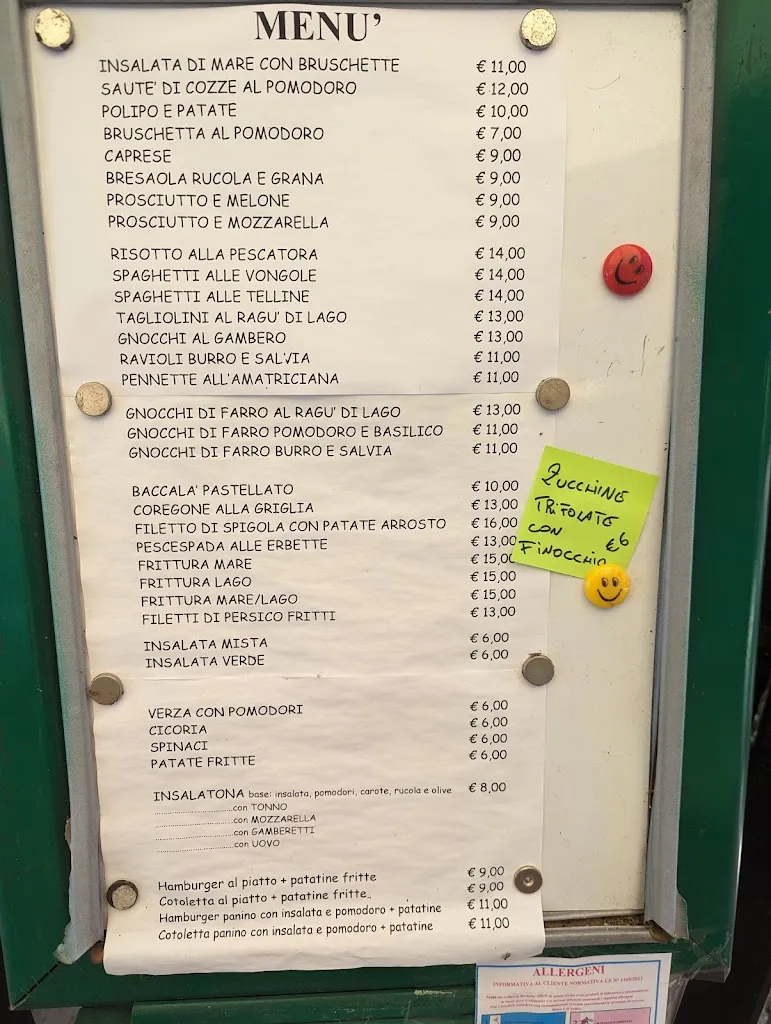 MENU'
INSALATA DI MARE CON BRUSCHETTE € 11,00
SAUTE' DI COZZE AL POMODORO € 12,00
POLIPO E PATATE € 10,00
BRUSCHETTA AL POMODORO € 7,00
CAPRESE € 9,00
BRESAOLA RUCOLA E GRANA € 9,00
PROSCIUTTO E MELONE € 9,00
PROSCIUTTO E MOZZARELLA € 9,00
RISOTTO ALLA PESCATORA € 14,00
SPAGHETTI ALLE VONGOLE € 14,00
SPAGHETTI ALLE TELLINE € 14,00
TAGLIOLINI AL RAGU' DI LAGO € 13,00
GNOCCHI AL GAMBERO € 13,00
RAVIOLI BURRO E SALVIA € 11,00
PENNETTE ALL'AMATRICIANA € 11,00
GNOCCHI DI FARRO AL RAGU' DI LAGO € 13,00
GNOCCHI DI FARRO POMODORO E BASILICO € 11,00
GNOCCHI DI FARRO BURRO E SALVIA € 11,00
BACCALA' PASTELLATO € 10,00
COREGONE ALLA GRIGLIA € 13,00
FILETTO DI SPIGOLA CON PATATE ARROSTO € 16,00
PESCESPADA ALLE ERBETTE € 13,00
FRITTURA MARE € 15,00
FRITTURA LAGO € 15,00
FRITTURA MARE/LAGO € 15,00
FILETTI DI PERSICO FRITTI € 13,00
INSALATA MISTA € 6,00
INSALATA VERDE € 6,00
VERZA CON POMODORI € 6,00
CICORIA € 6,00
SPINACI € 6,00
PATATE FRITTE € 6,00
INSALATONA base: insalata, pomodori, carote, rucola e olive € 8,00
......................con TONNO
......................con MOZZARELLA
......................con GAMBERETTI
......................con UOVO
Hamburger al piatto + patatine fritte € 9,00
Cotoletta al piatto + patatine fritte.. € 9,00
Hamburger panino con insalata e pomodoro + patatine € 11,00
Cotoletta panino con insalata e pomodoro + patatine € 11,00
ZUCCHINE
TRIFOLATE
CON €6
FINOCCHIO
ALLERGENI
INFORMATIVA AL CLIENTE NORMATIVA UE N° 1169/2011